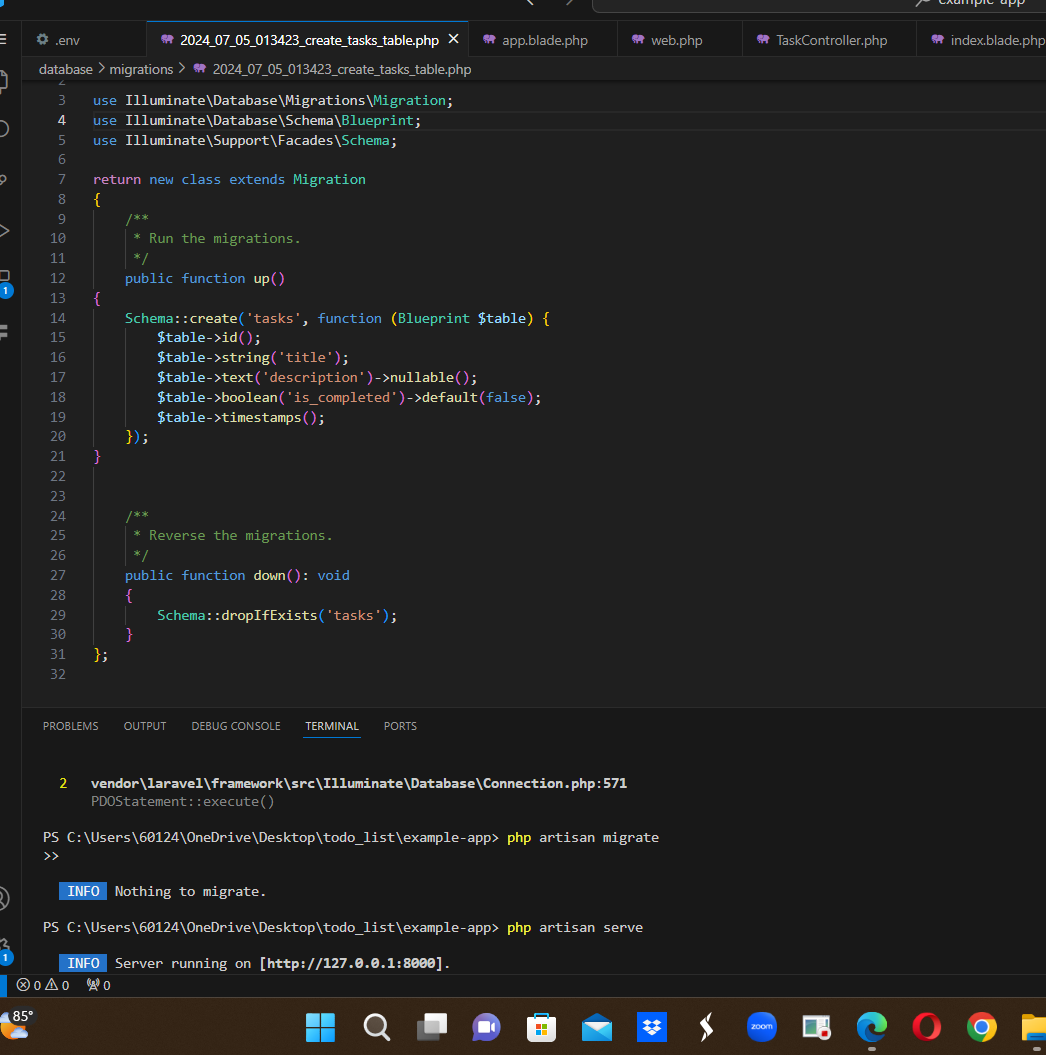 example-app
.env
2024_07_05_013423_create_tasks_table.php
app.blade.php
web.php
TaskController.php
index.blade.php
database > migrations > 2024_07_05_013423_create_tasks_table.php
2
3 use Illuminate\Database\Migrations\Migration;
4 use Illuminate\Database\Schema\Blueprint;
5 use Illuminate\Support\Facades\Schema;
6
7 return new class extends Migration
8 {
9 /**
10 * Run the migrations.
11 */
12 public function up()
13 {
14 Schema::create('tasks', function (Blueprint $table) {
15 $table->id();
16 $table->string('title');
17 $table->text('description')->nullable();
18 $table->boolean('is_completed')->default(false);
19 $table->timestamps();
20 });
21 }
22
23
24 /**
25 * Reverse the migrations.
26 */
27 public function down(): void
28 {
29 Schema::dropIfExists('tasks');
30 }
31 };
32
1
PROBLEMS OUTPUT DEBUG CONSOLE TERMINAL PORTS
2 vendor\laravel\framework\src\Illuminate\Database\Connection.php:571
PDOStatement::execute()
PS C:\Users\60124\OneDrive\Desktop\todo_list\example-app> php artisan migrate
>>
INFO Nothing to migrate.
PS C:\Users\60124\OneDrive\Desktop\todo_list\example-app> php artisan serve
INFO Server running on [http://127.0.0.1:8000].
1
0 0 0
85°
zoom